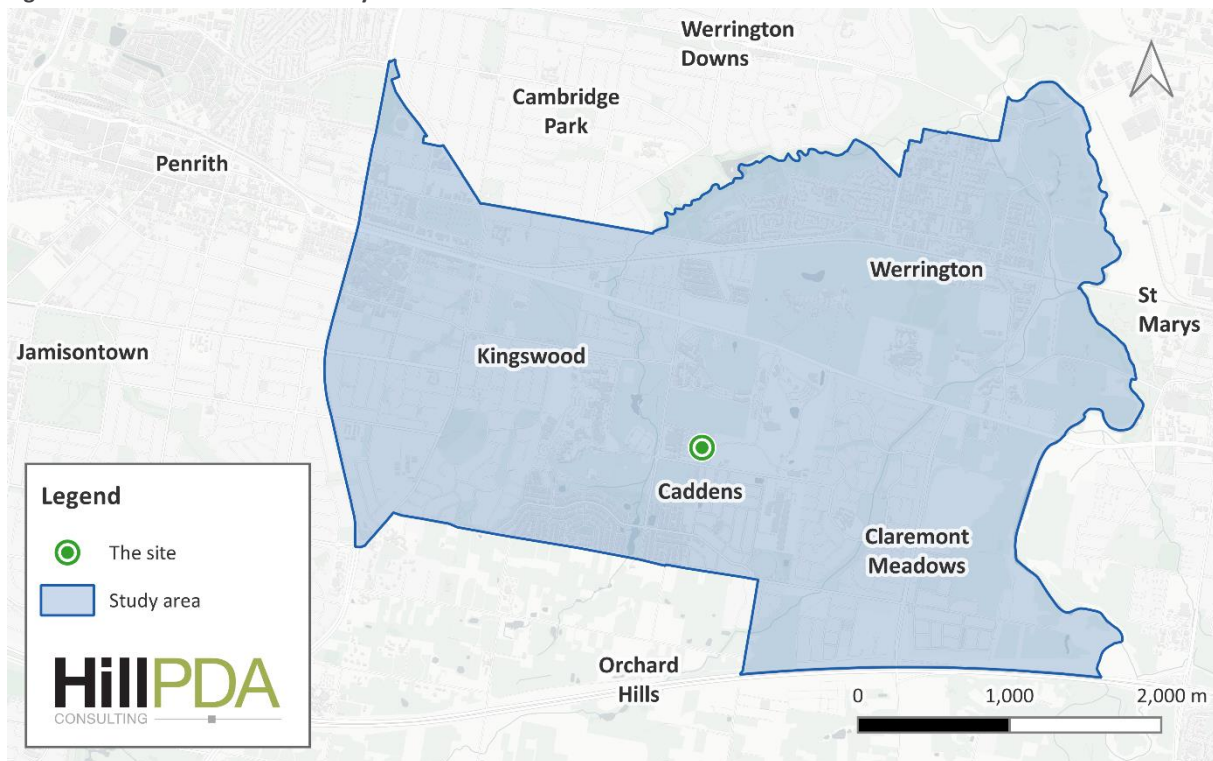 Werrington
Downs
Cambridge
Park
Penrith
Werrington
St
Marys
Jamisontown
Kingswood
Caddens
Claremont
Meadows
Orchard
Hills
Legend
The site
Study area
HillPDA
CONSULTING
0 1,000 2,000 m